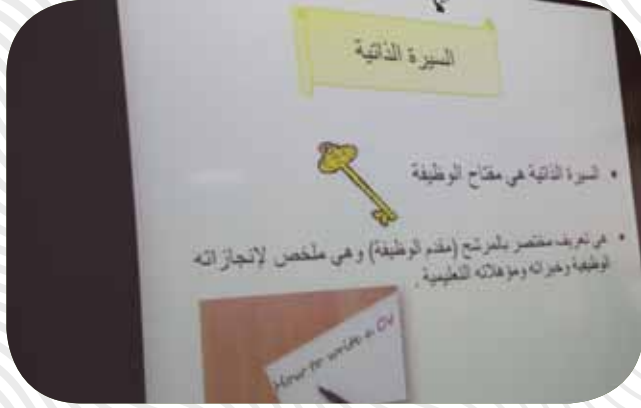 السيرة الذاتية
• السيرة الذاتية هي مفتاح الوظيفة
• هي تعريف مختصر بالمرشح (مقدم الوظيفة) وهي ملخص لإنجازاته
الوظيفية وخبراته ومؤهلاته التعليمية .
How to write a CV